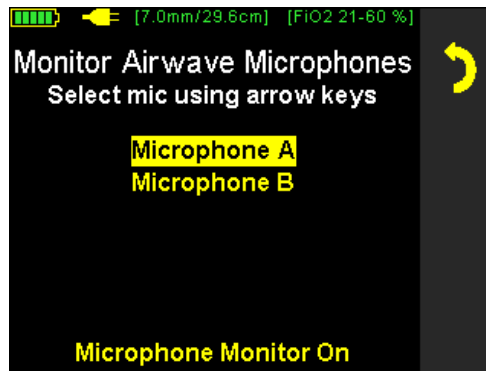 [7.0mm/29.6cm] [FiO2 21-60 %]
Monitor Airwave Microphones
Select mic using arrow keys
Microphone A
Microphone B
Microphone Monitor On